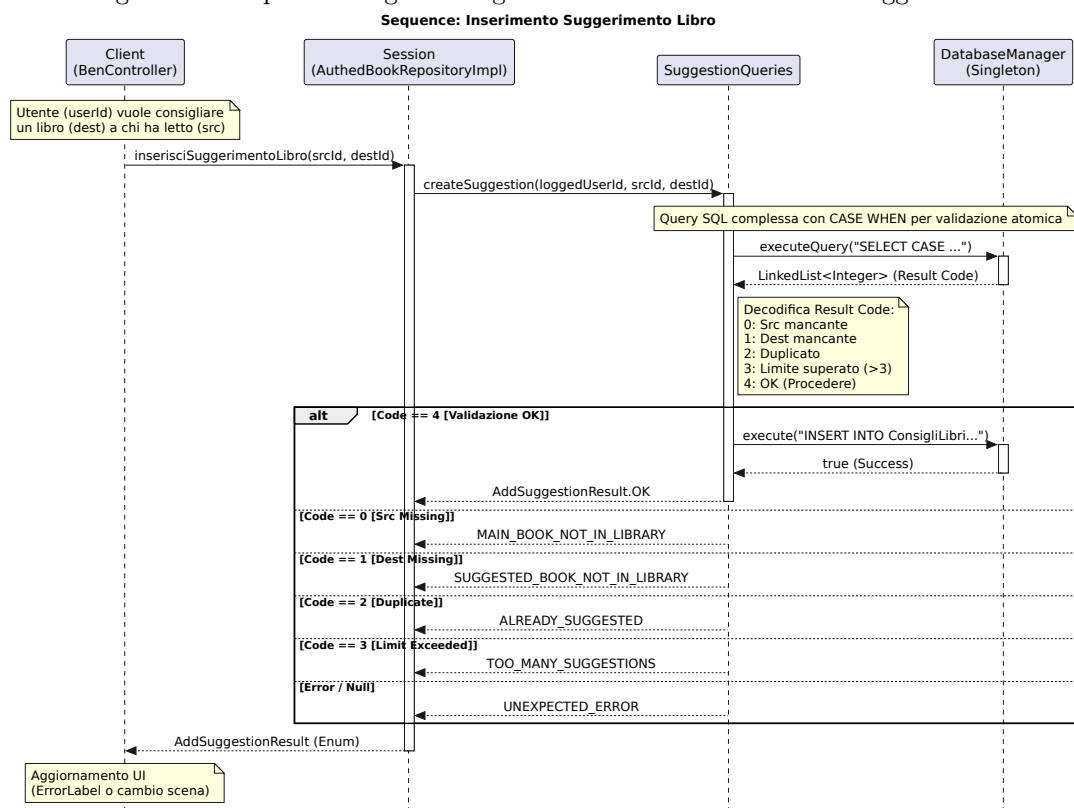 Sequence: Inserimento Suggerimento Libro
Client
(BenController)
Session
(AuthedBookRepositoryImpl)
SuggestionQueries
DatabaseManager
(Singleton)
Utente (userId) vuole consigliare
un libro (dest) a chi ha letto (src)
inserisciSuggerimentoLibro(srcId, destId)
createSuggestion(loggedUserId, srcId, destId)
Query SQL complessa con CASE WHEN per validazione atomica
executeQuery("SELECT CASE ...")
LinkedList<Integer> (Result Code)
Decodifica Result Code:
0: Src mancante
1: Dest mancante
2: Duplicato
3: Limite superato (>3)
4: OK (Procedere)
alt [Code == 4 [Validazione OK]]
execute("INSERT INTO ConsigliLibri...")
true (Success)
AddSuggestionResult.OK
[Code == 0 [Src Missing]]
MAIN_BOOK_NOT_IN_LIBRARY
[Code == 1 [Dest Missing]]
SUGGESTED_BOOK_NOT_IN_LIBRARY
[Code == 2 [Duplicate]]
ALREADY_SUGGESTED
[Code == 3 [Limit Exceeded]]
TOO_MANY_SUGGESTIONS
[Error / Null]
UNEXPECTED_ERROR
AddSuggestionResult (Enum)
Aggiornamento UI
(ErrorLabel o cambio scena)